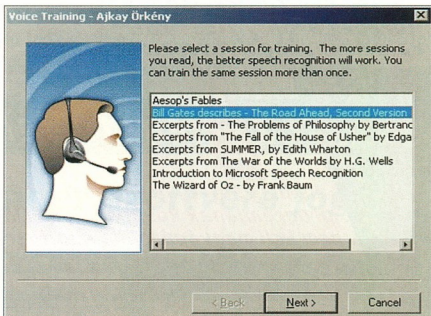 Voice Training - Ajkay Örkény
Please select a session for training. The more sessions
you read, the better speech recognition will work. You
can train the same session more than once.
Aesop's Fables
Bill Gates describes - The Road Ahead, Second Version
Excerpts from - The Problems of Philosophy by Bertranc
Excerpts from "The Fall of the House of Usher" by Edga
Excerpts from SUMMER, by Edith Wharton
Excerpts from The War of the Worlds by H.G. Wells
Introduction to Microsoft Speech Recognition
The Wizard of Oz - by Frank Baum
< Back
Next >
Cancel